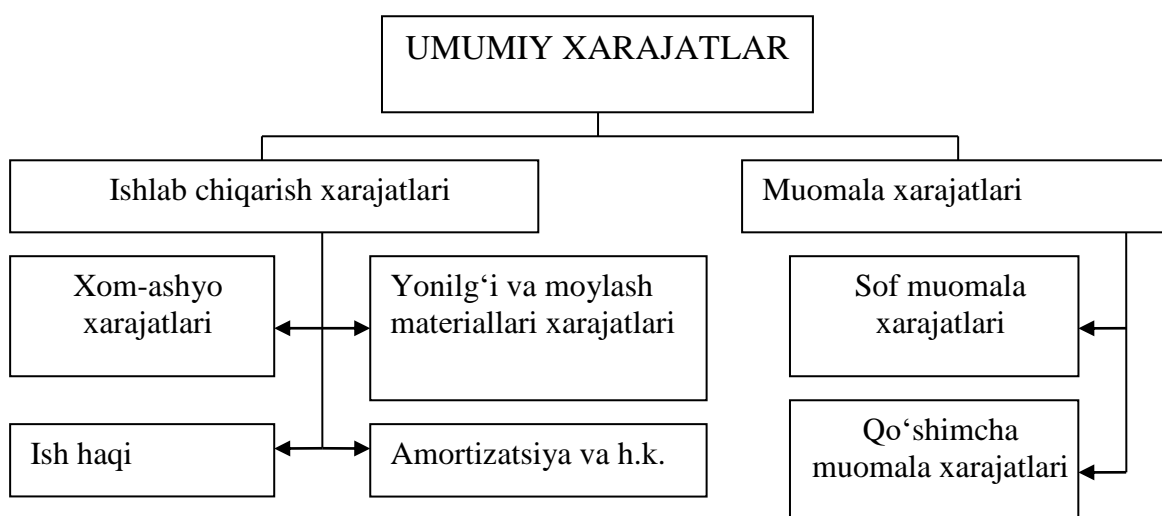 UMUMIY XARAJATLAR
Ishlab chiqarish xarajatlari
Muomala xarajatlari
Xom-ashyo
xarajatlari
Yonilg‘i va moylash
materiallari xarajatlari
Sof muomala
xarajatlari
Ish haqi
Amortizatsiya va h.k.
Qo‘shimcha
muomala xarajatlari